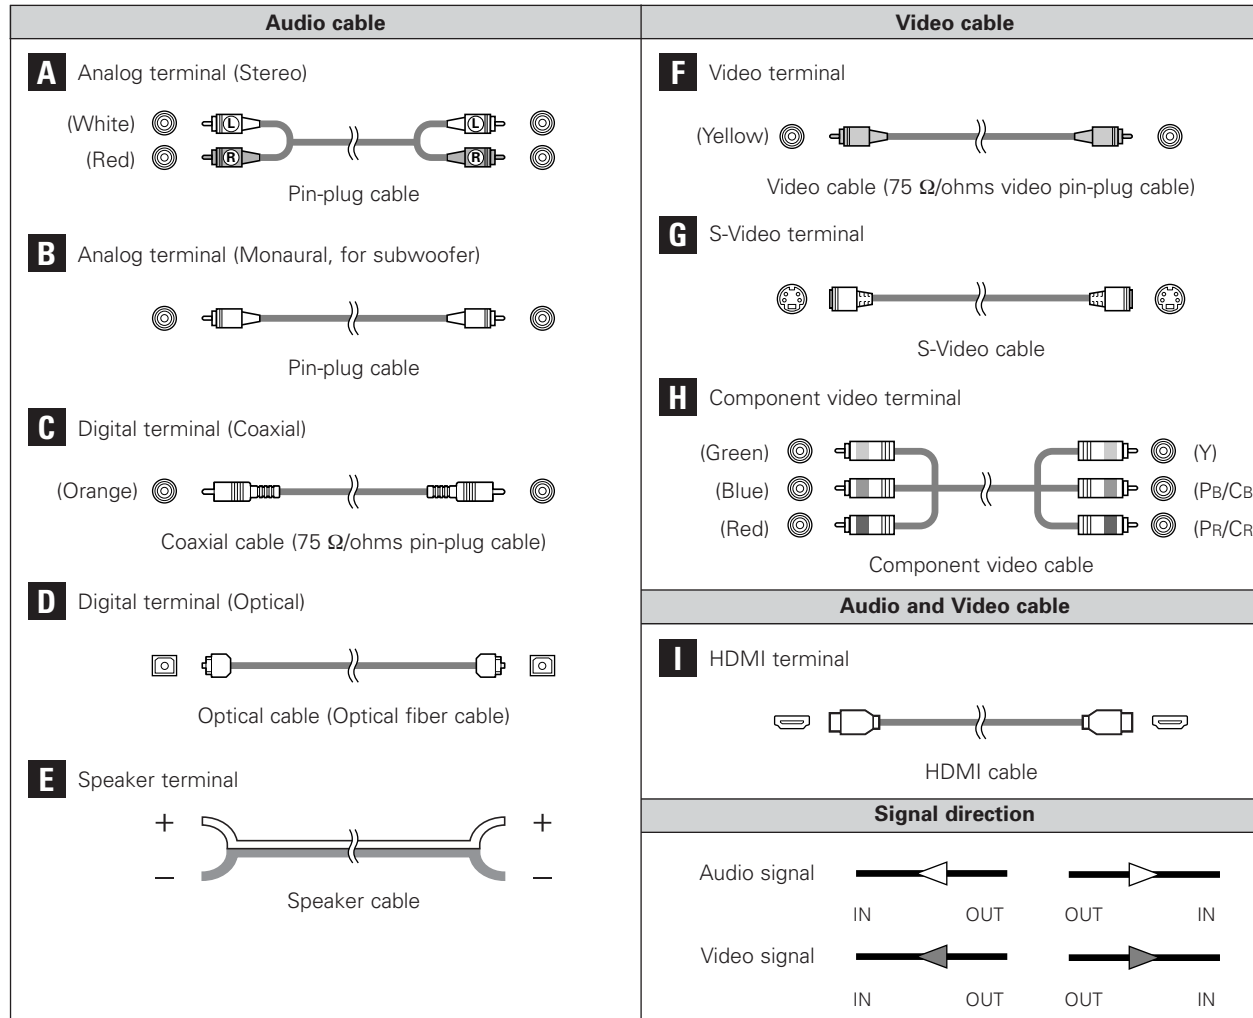 Audio cable
A Analog terminal (Stereo)
(White) L L
(Red) R R
Pin-plug cable
B Analog terminal (Monaural, for subwoofer)
Pin-plug cable
C Digital terminal (Coaxial)
(Orange)
Coaxial cable (75 Ω/ohms pin-plug cable)
D Digital terminal (Optical)
Optical cable (Optical fiber cable)
E Speaker terminal
+ +
– –
Speaker cable
Video cable
F Video terminal
(Yellow)
Video cable (75 Ω/ohms video pin-plug cable)
G S-Video terminal
S-Video cable
H Component video terminal
(Green) (Y)
(Blue) (PB/CB
(Red) (PR/CR
Component video cable
Audio and Video cable
I HDMI terminal
HDMI cable
Signal direction
Audio signal
IN OUT OUT IN
Video signal
IN OUT OUT IN